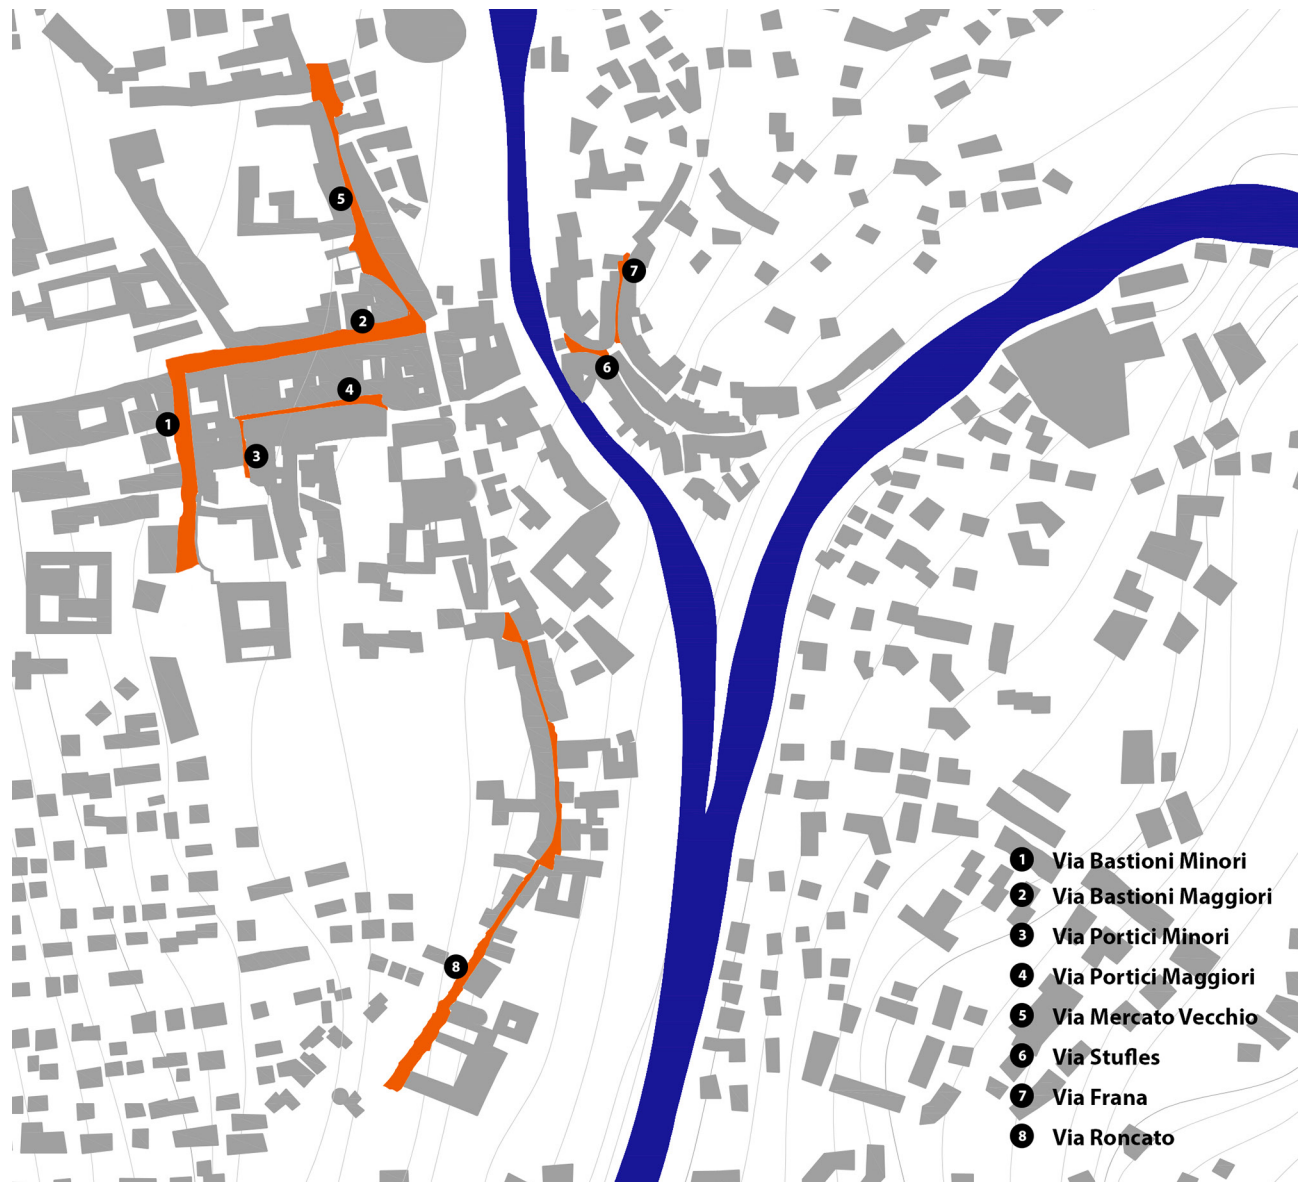 5
7
2
6
4
1
3
8
1 Via Bastioni Minori
2 Via Bastioni Maggiori
3 Via Portici Minori
4 Via Portici Maggiori
5 Via Mercato Vecchio
6 Via Stufles
7 Via Frana
8 Via Roncato